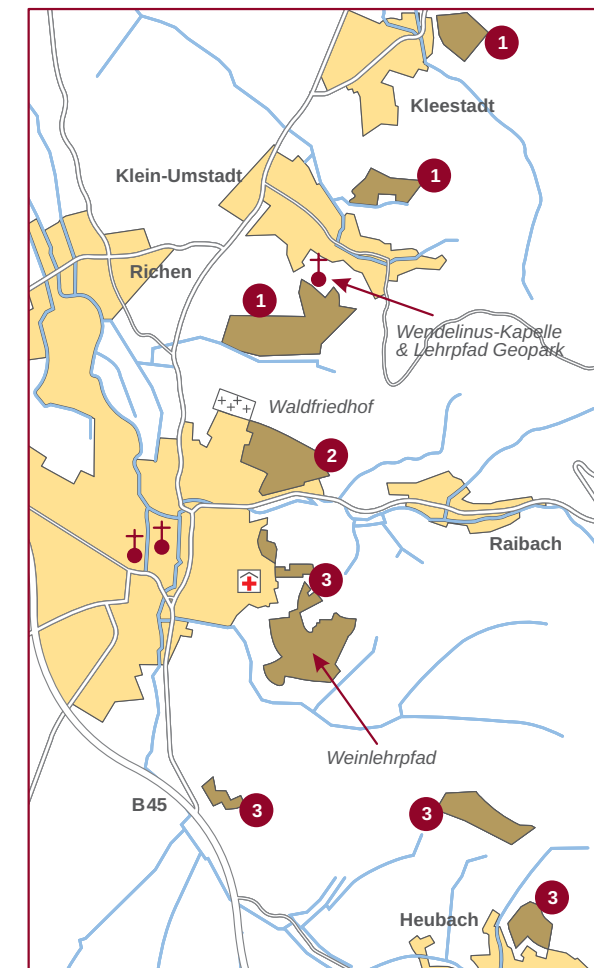 1
Kleestadt
Klein-Umstadt
1
Richen
1
Wendelinus-Kapelle
& Lehrpfad Geopark
Waldfriedhof
2
Raibach
3
Weinlehrpfad
B45
3
3
3
Heubach